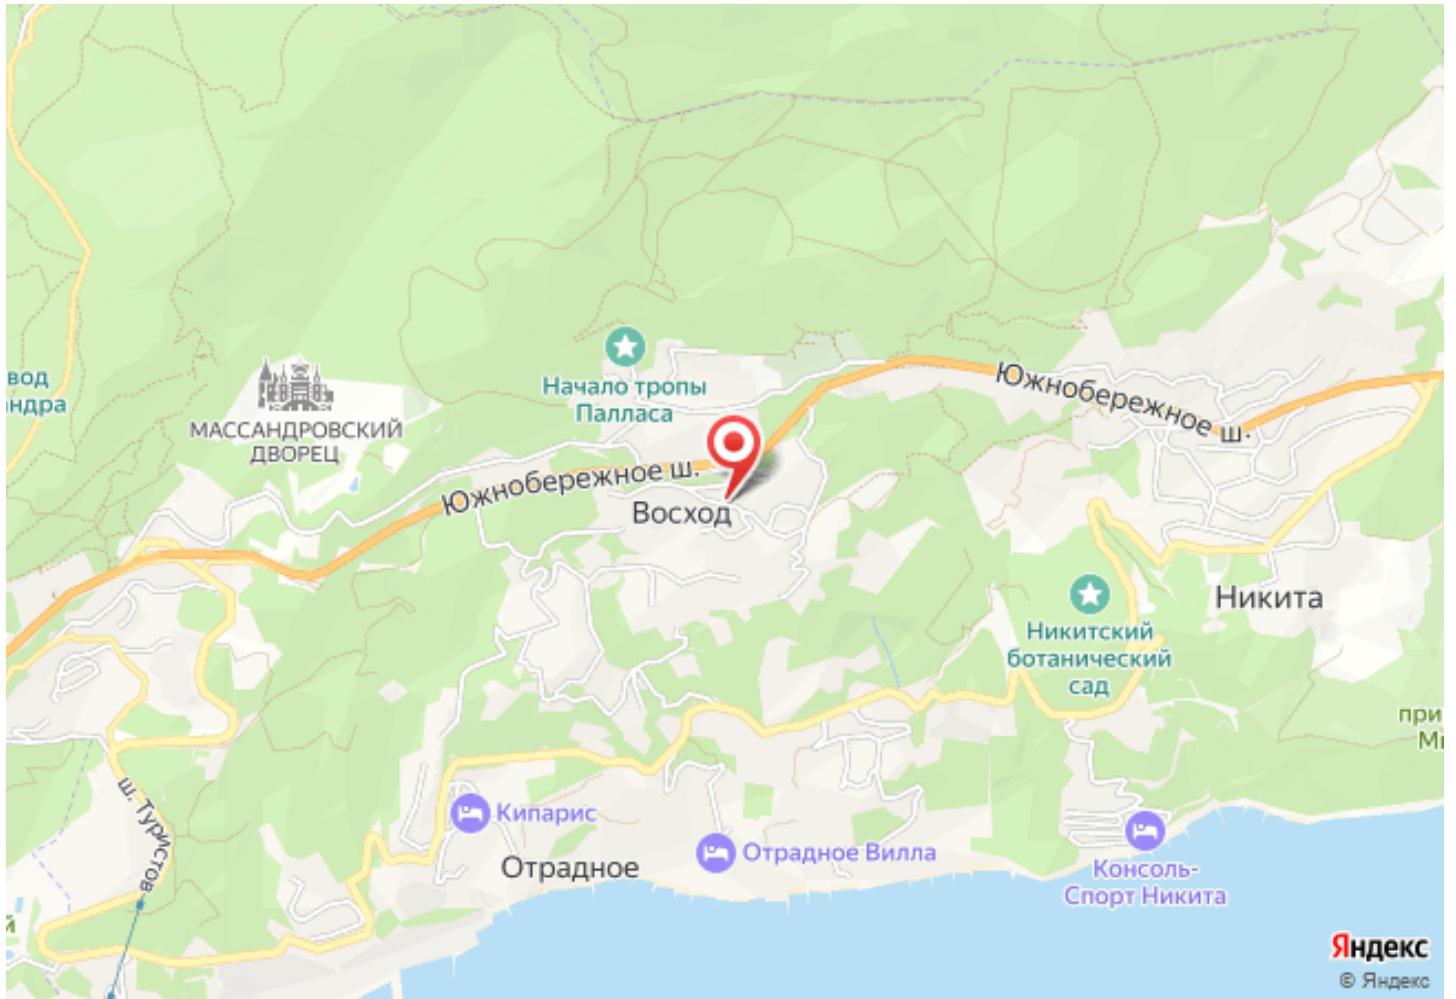 Начало тропы
Палласа
Южнобережное ш.
вод
ндра
МАССАНДРОВСКИЙ
ДВОРЕЦ
Южнобережное ш.
Восход
Никита
Никитский
ботанический
сад
при
Ми
ш. Туристов
Кипарис
Отрадное Вилла
Отрадное
Консоль-
Спорт Никита
й
Яндекс
© Яндекс